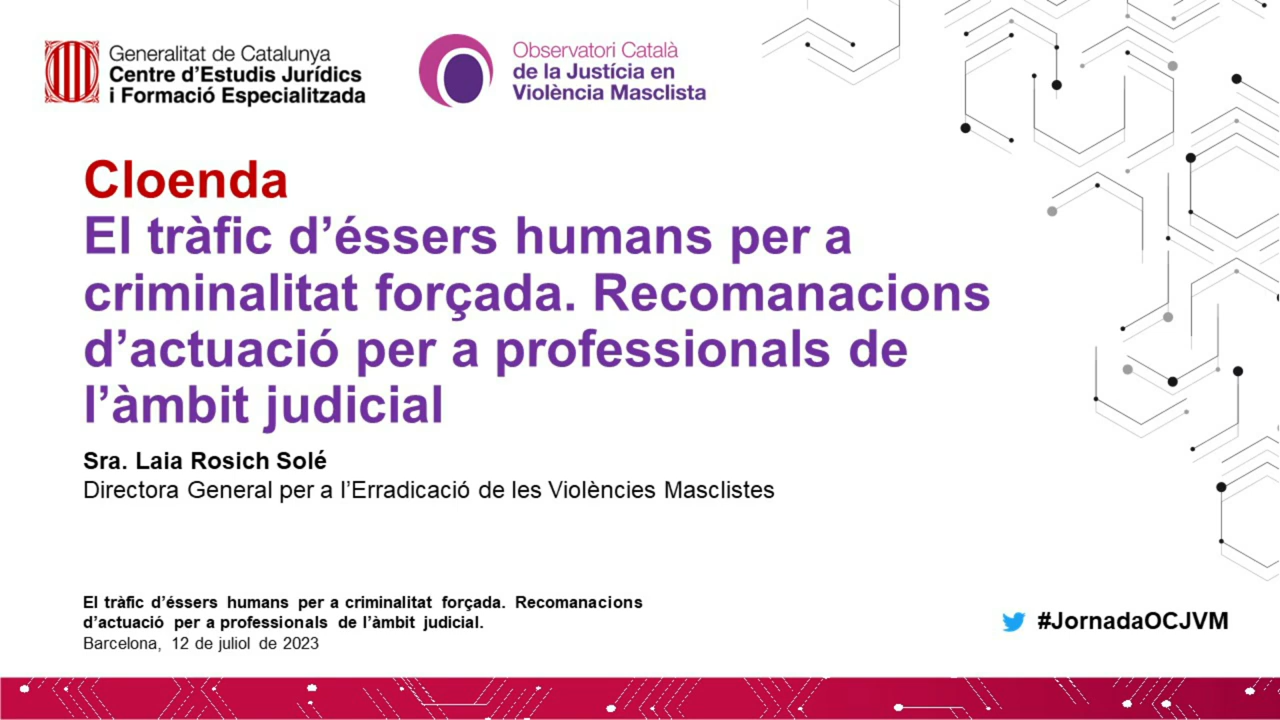 Generalitat de Catalunya
Centre d'Estudis Jurídics
i Formació Especialitzada
Observatori Català
de la Justícia en
Violència Masclista
Cloenda
El tràfic d'éssers humans per a
criminalitat forçada. Recomanacions
d'actuació per a professionals de
l'àmbit judicial
Sra. Laia Rosich Solé
Directora General per a l'Erradicació de les Violències Masclistes
El tràfic d'éssers humans per a criminalitat forçada. Recomanacions
d'actuació per a professionals de l'àmbit judicial.
Barcelona, 12 de juliol de 2023
#JornadaOCJVM